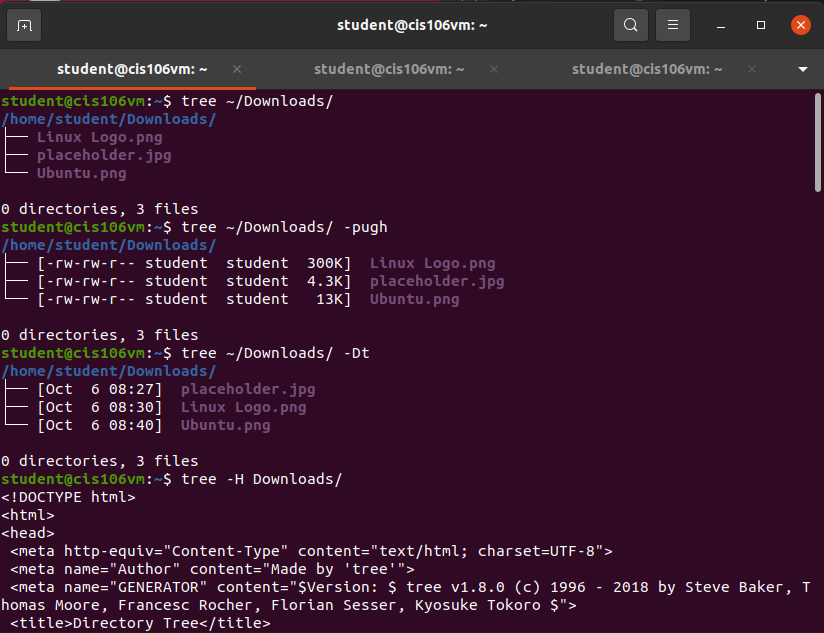 student@cis106vm: ~
student@cis106vm: ~ × student@cis106vm: ~ × student@cis106vm: ~ ×
student@cis106vm:~$ tree ~/Downloads/
/home/student/Downloads/
├── Linux Logo.png
├── placeholder.jpg
└── Ubuntu.png
0 directories, 3 files
student@cis106vm:~$ tree ~/Downloads/ -pugh
/home/student/Downloads/
├── [-rw-rw-r-- student  student  300K]  Linux Logo.png
├── [-rw-rw-r-- student  student  4.3K]  placeholder.jpg
└── [-rw-rw-r-- student  student   13K]  Ubuntu.png
0 directories, 3 files
student@cis106vm:~$ tree ~/Downloads/ -Dt
/home/student/Downloads/
├── [Oct  6 08:27]  placeholder.jpg
├── [Oct  6 08:30]  Linux Logo.png
└── [Oct  6 08:40]  Ubuntu.png
0 directories, 3 files
student@cis106vm:~$ tree -H Downloads/
<!DOCTYPE html>
<html>
<head>
 <meta http-equiv="Content-Type" content="text/html; charset=UTF-8">
 <meta name="Author" content="Made by 'tree'">
 <meta name="GENERATOR" content="$Version: $ tree v1.8.0 (c) 1996 - 2018 by Steve Baker, T
homas Moore, Francesc Rocher, Florian Sesser, Kyosuke Tokoro $">
 <title>Directory Tree</title>